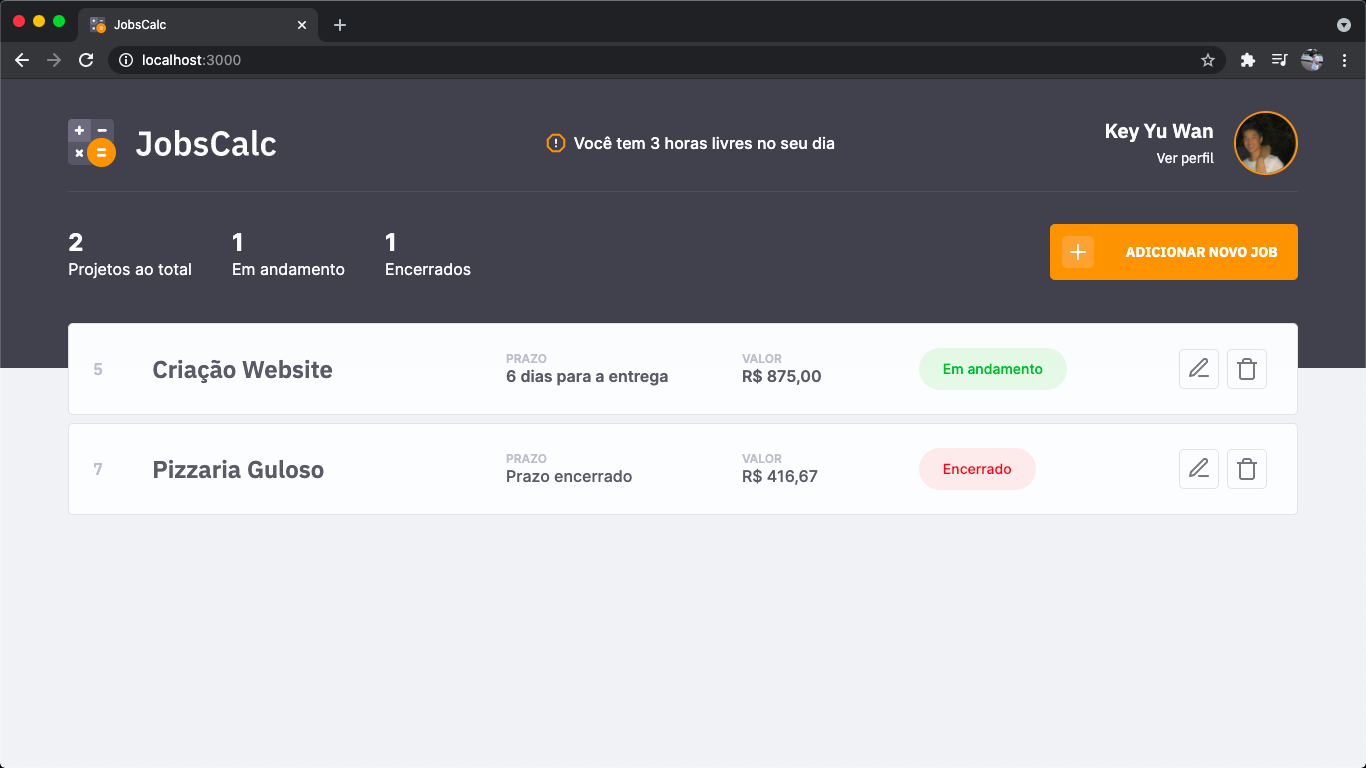 JobsCalc
localhost:3000
JobsCalc
Você tem 3 horas livres no seu dia
Key Yu Wan
Ver perfil
2
Projetos ao total
1
Em andamento
1
Encerrados
ADICIONAR NOVO JOB
5
Criação Website
PRAZO
6 dias para a entrega
VALOR
R$ 875,00
Em andamento
7
Pizzaria Guloso
PRAZO
Prazo encerrado
VALOR
R$ 416,67
Encerrado